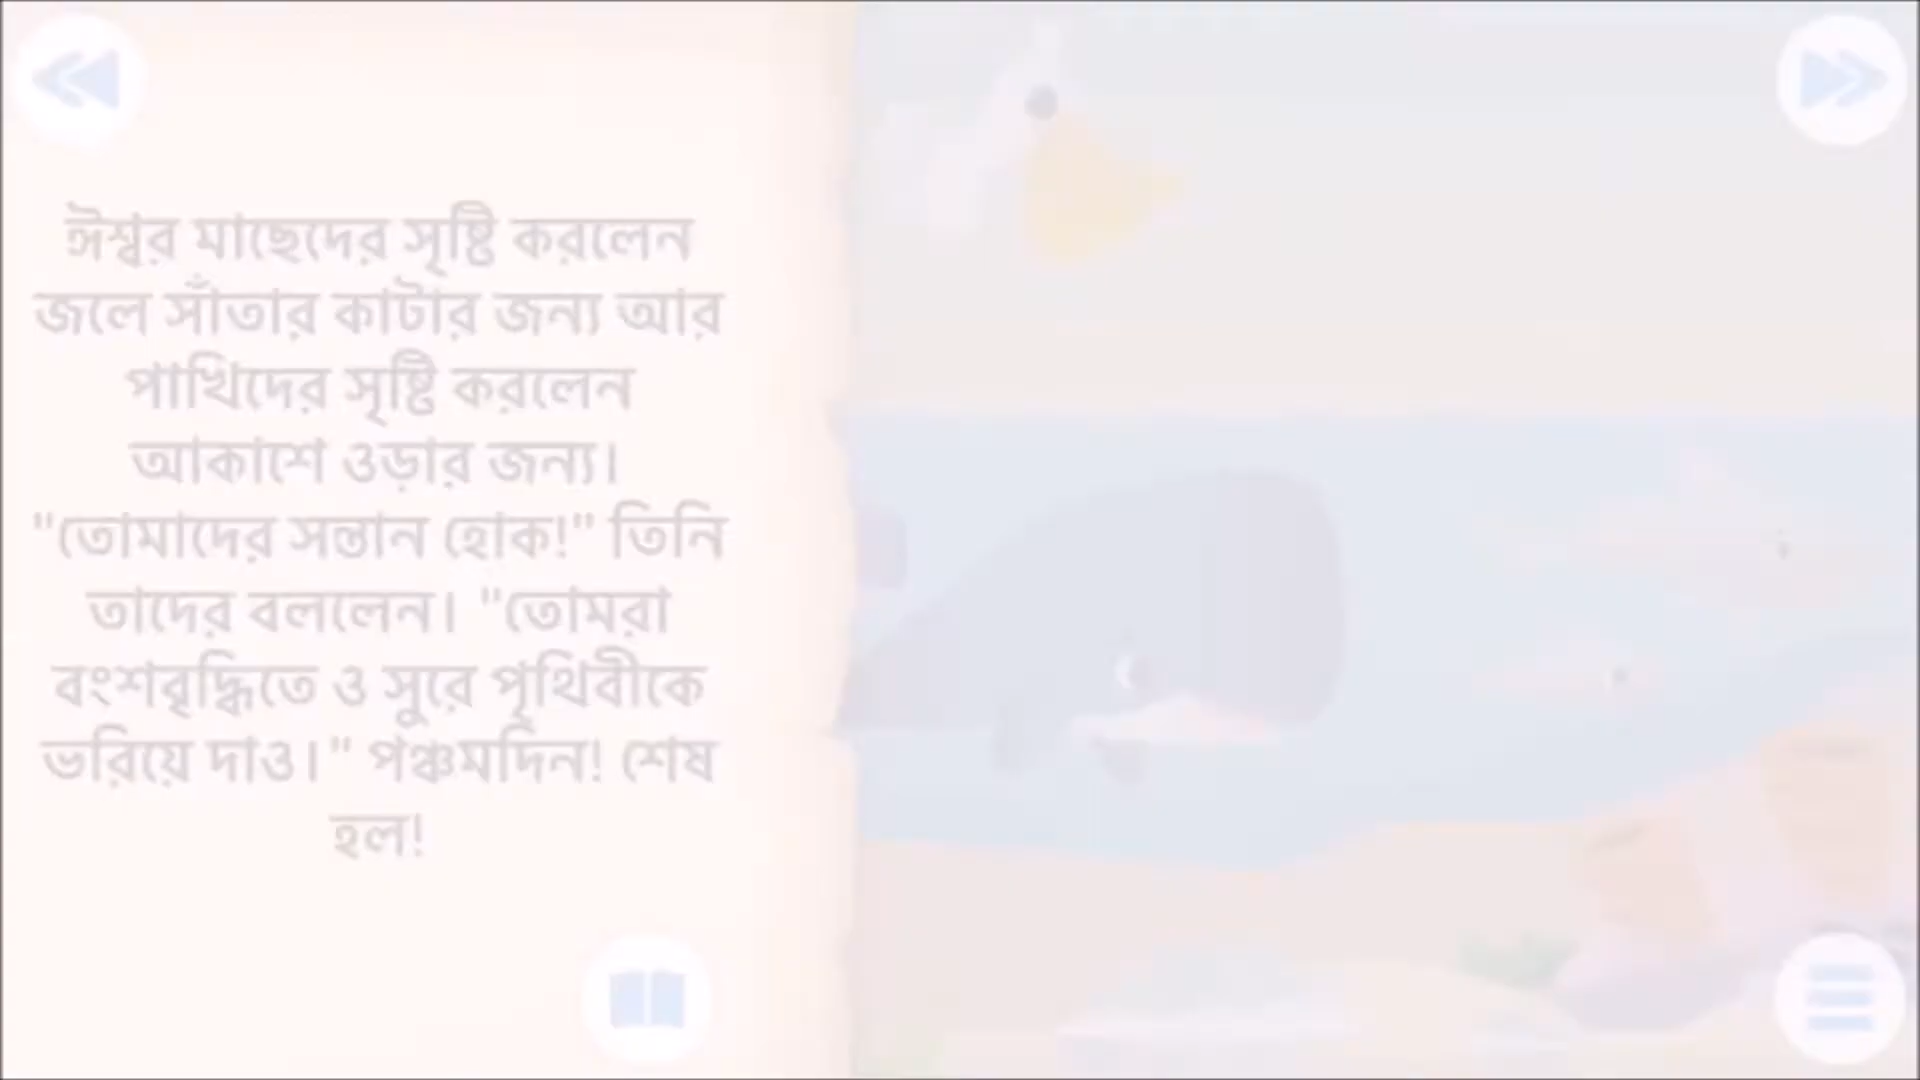 ঈশ্বর মাছেদের সৃষ্টি করলেন
জলে সাঁতার কাটার জন্য আর
পাখিদের সৃষ্টি করলেন
আকাশে ওড়ার জন্য।
"তোমাদের সন্তান হোক!" তিনি
তাদের বললেন। "তোমরা
বংশবৃদ্ধিতে ও সুরে পৃথিবীকে
ভরিয়ে দাও।" পঞ্চমদিন! শেষ
হল!